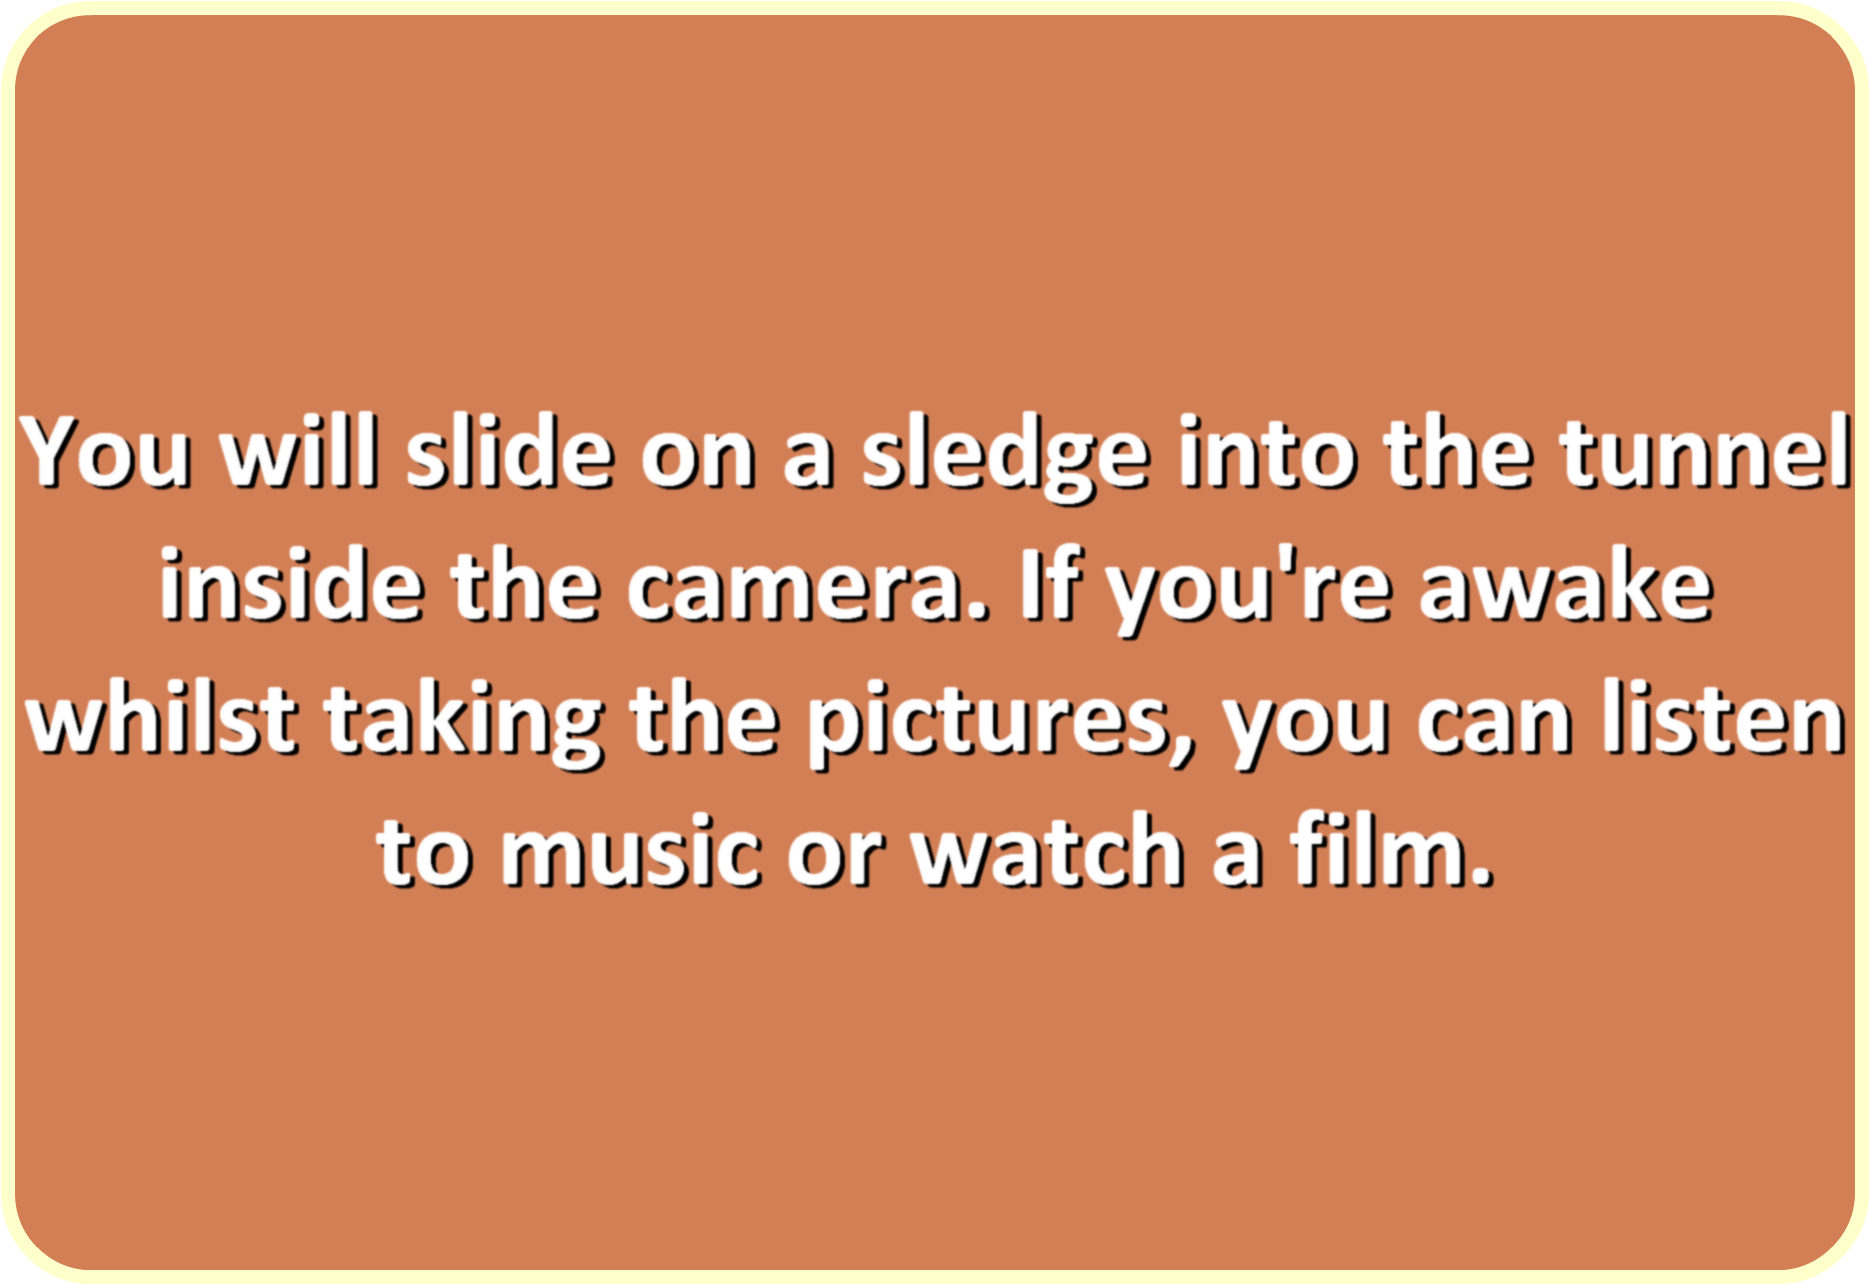 You will slide on a sledge into the tunnel
inside the camera. If you're awake
whilst taking the pictures, you can listen
to music or watch a film.